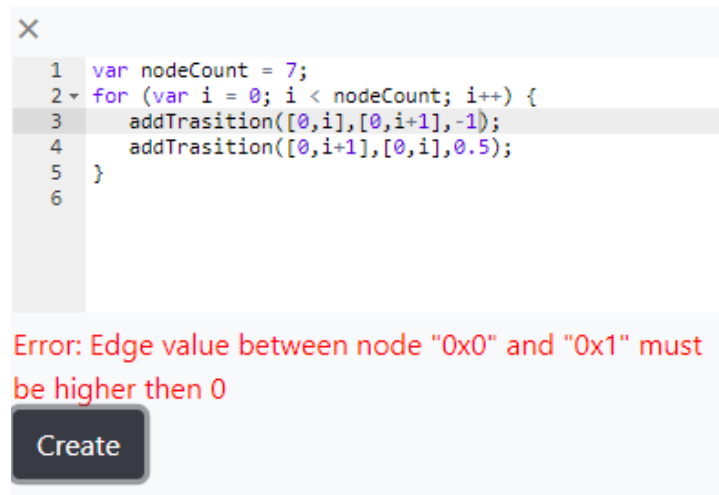 ×
1 var nodeCount = 7;
2 for (var i = 0; i < nodeCount; i++) {
3 addTrasition([0,i],[0,i+1],-1);
4 addTrasition([0,i+1],[0,i],0.5);
5 }
6
Error: Edge value between node "0x0" and "0x1" must
be higher then 0
Create